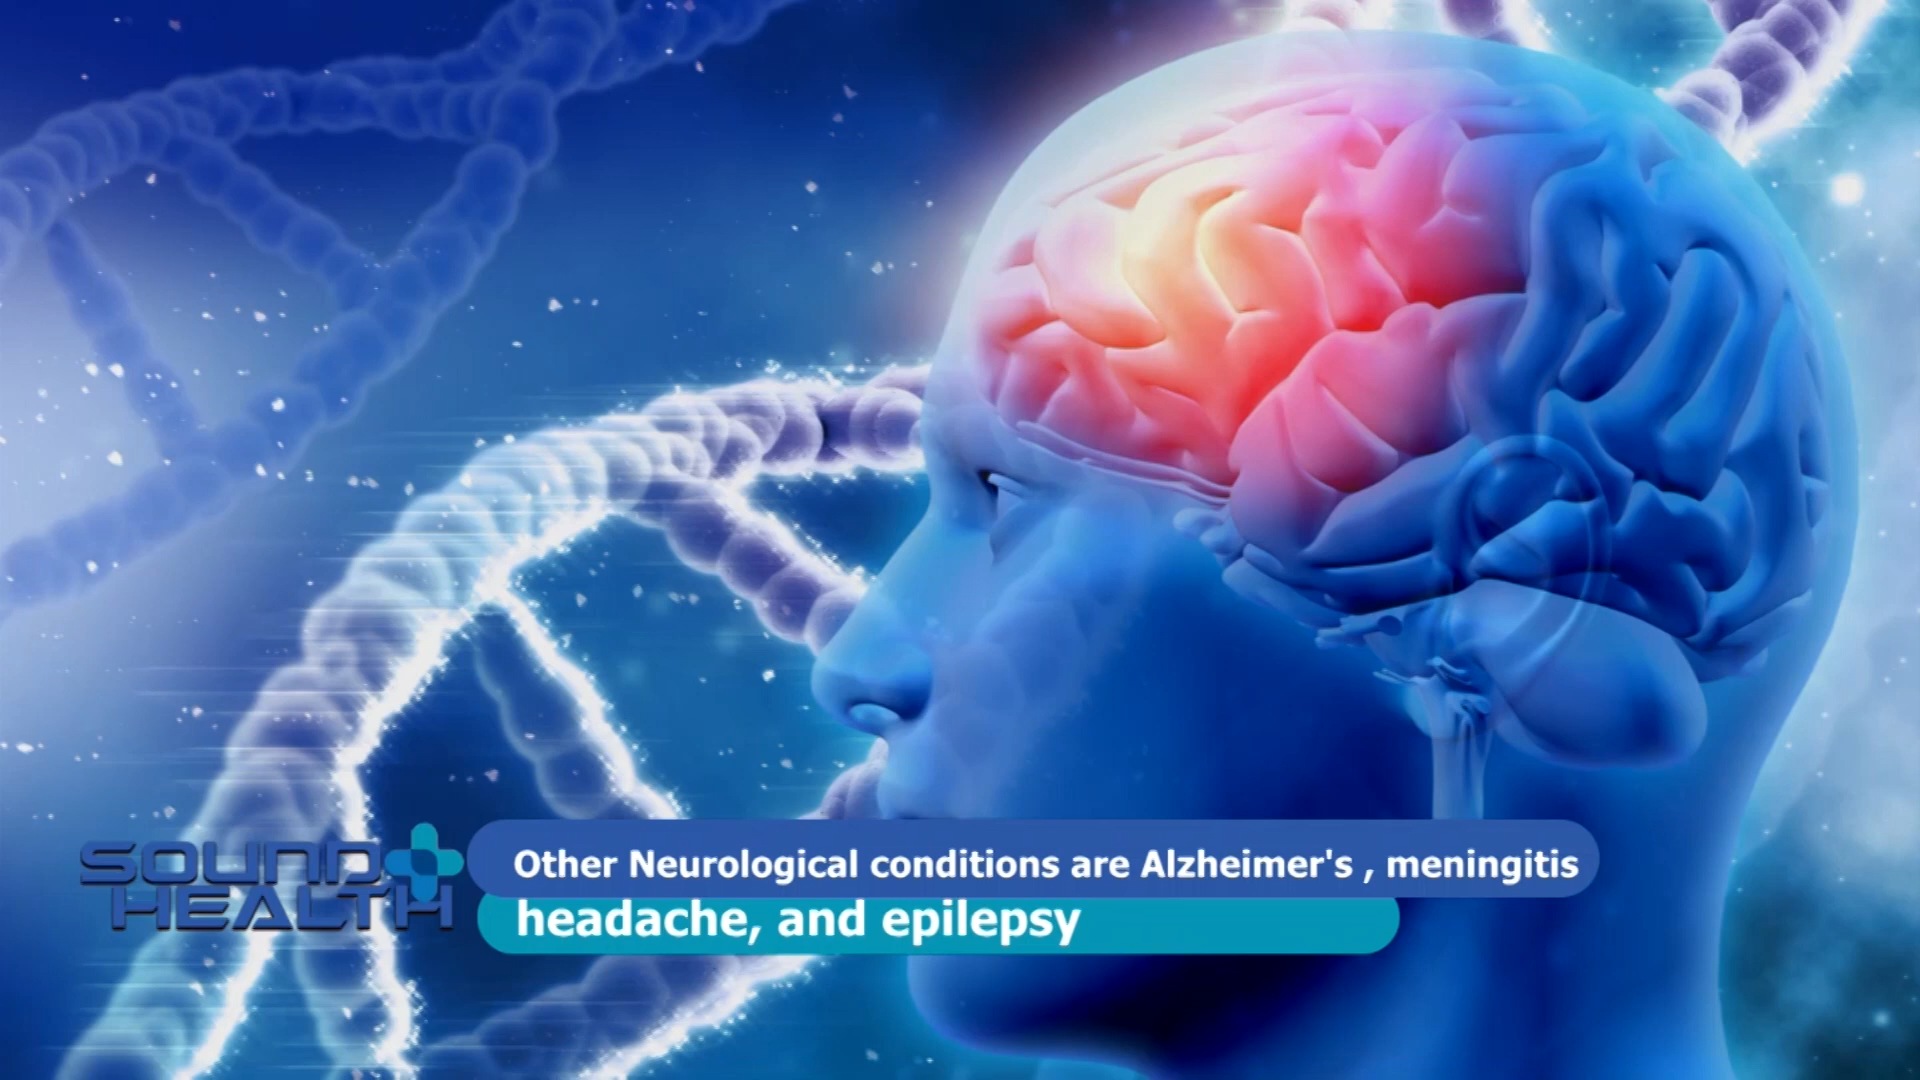 SOUND
HEALTH
Other Neurological conditions are Alzheimer's , meningitis
headache, and epilepsy